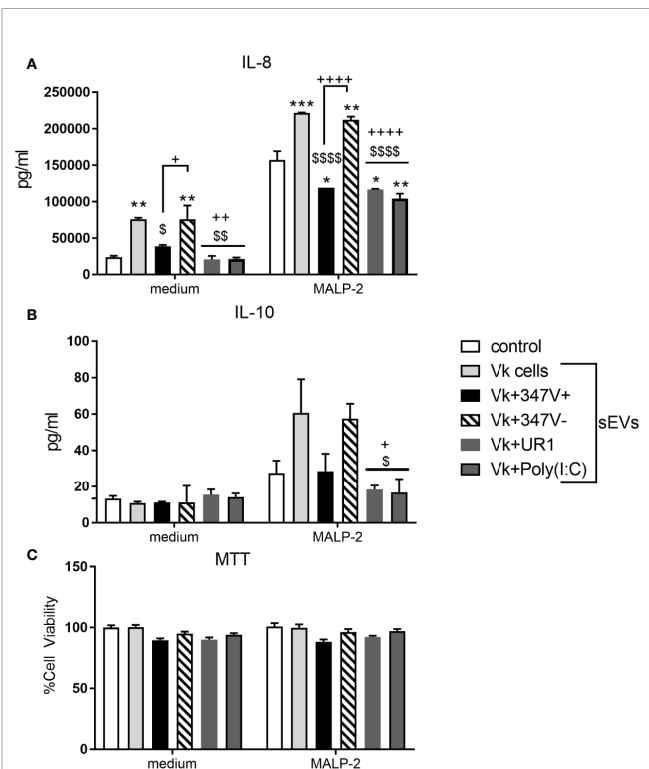 A
IL-8
250000
200000
150000
100000
50000
0
pg/ml
**
$
+
**
++
$$
***
$$$$
*
++++
**
++++
$$$$
*
**
medium
MALP-2
B
IL-10
100
80
60
40
20
0
pg/ml
+
$
medium
MALP-2
control
Vk cells
Vk+347V+
Vk+347V-
Vk+UR1
Vk+Poly(I:C)
sEVs
C
MTT
150
100
50
0
%Cell Viability
medium
MALP-2